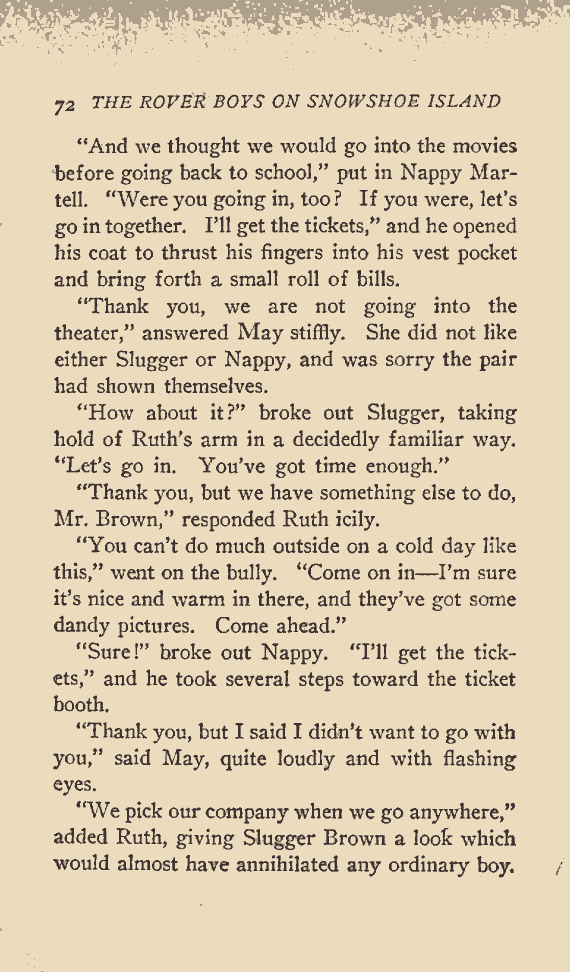 72 THE ROVER BOYS ON SNOWSHOE ISLAND
“And we thought we would go into the movies
before going back to school,” put in Nappy Mar-
tell. “Were you going in, too? If you were, let’s
go in together. I’ll get the tickets,” and he opened
his coat to thrust his fingers into his vest pocket
and bring forth a small roll of bills.
“Thank you, we are not going into the
theater,” answered May stiffly. She did not like
either Slugger or Nappy, and was sorry the pair
had shown themselves.
“How about it?” broke out Slugger, taking
hold of Ruth’s arm in a decidedly familiar way.
“Let’s go in. You’ve got time enough.”
“Thank you, but we have something else to do,
Mr. Brown,” responded Ruth icily.
“You can’t do much outside on a cold day like
this,” went on the bully. “Come on in—I’m sure
it’s nice and warm in there, and they’ve got some
dandy pictures. Come ahead.”
“Sure!” broke out Nappy. “I’ll get the tick-
ets,” and he took several steps toward the ticket
booth.
“Thank you, but I said I didn’t want to go with
you,” said May, quite loudly and with flashing
eyes.
“We pick our company when we go anywhere,”
added Ruth, giving Slugger Brown a look which
would almost have annihilated any ordinary boy.